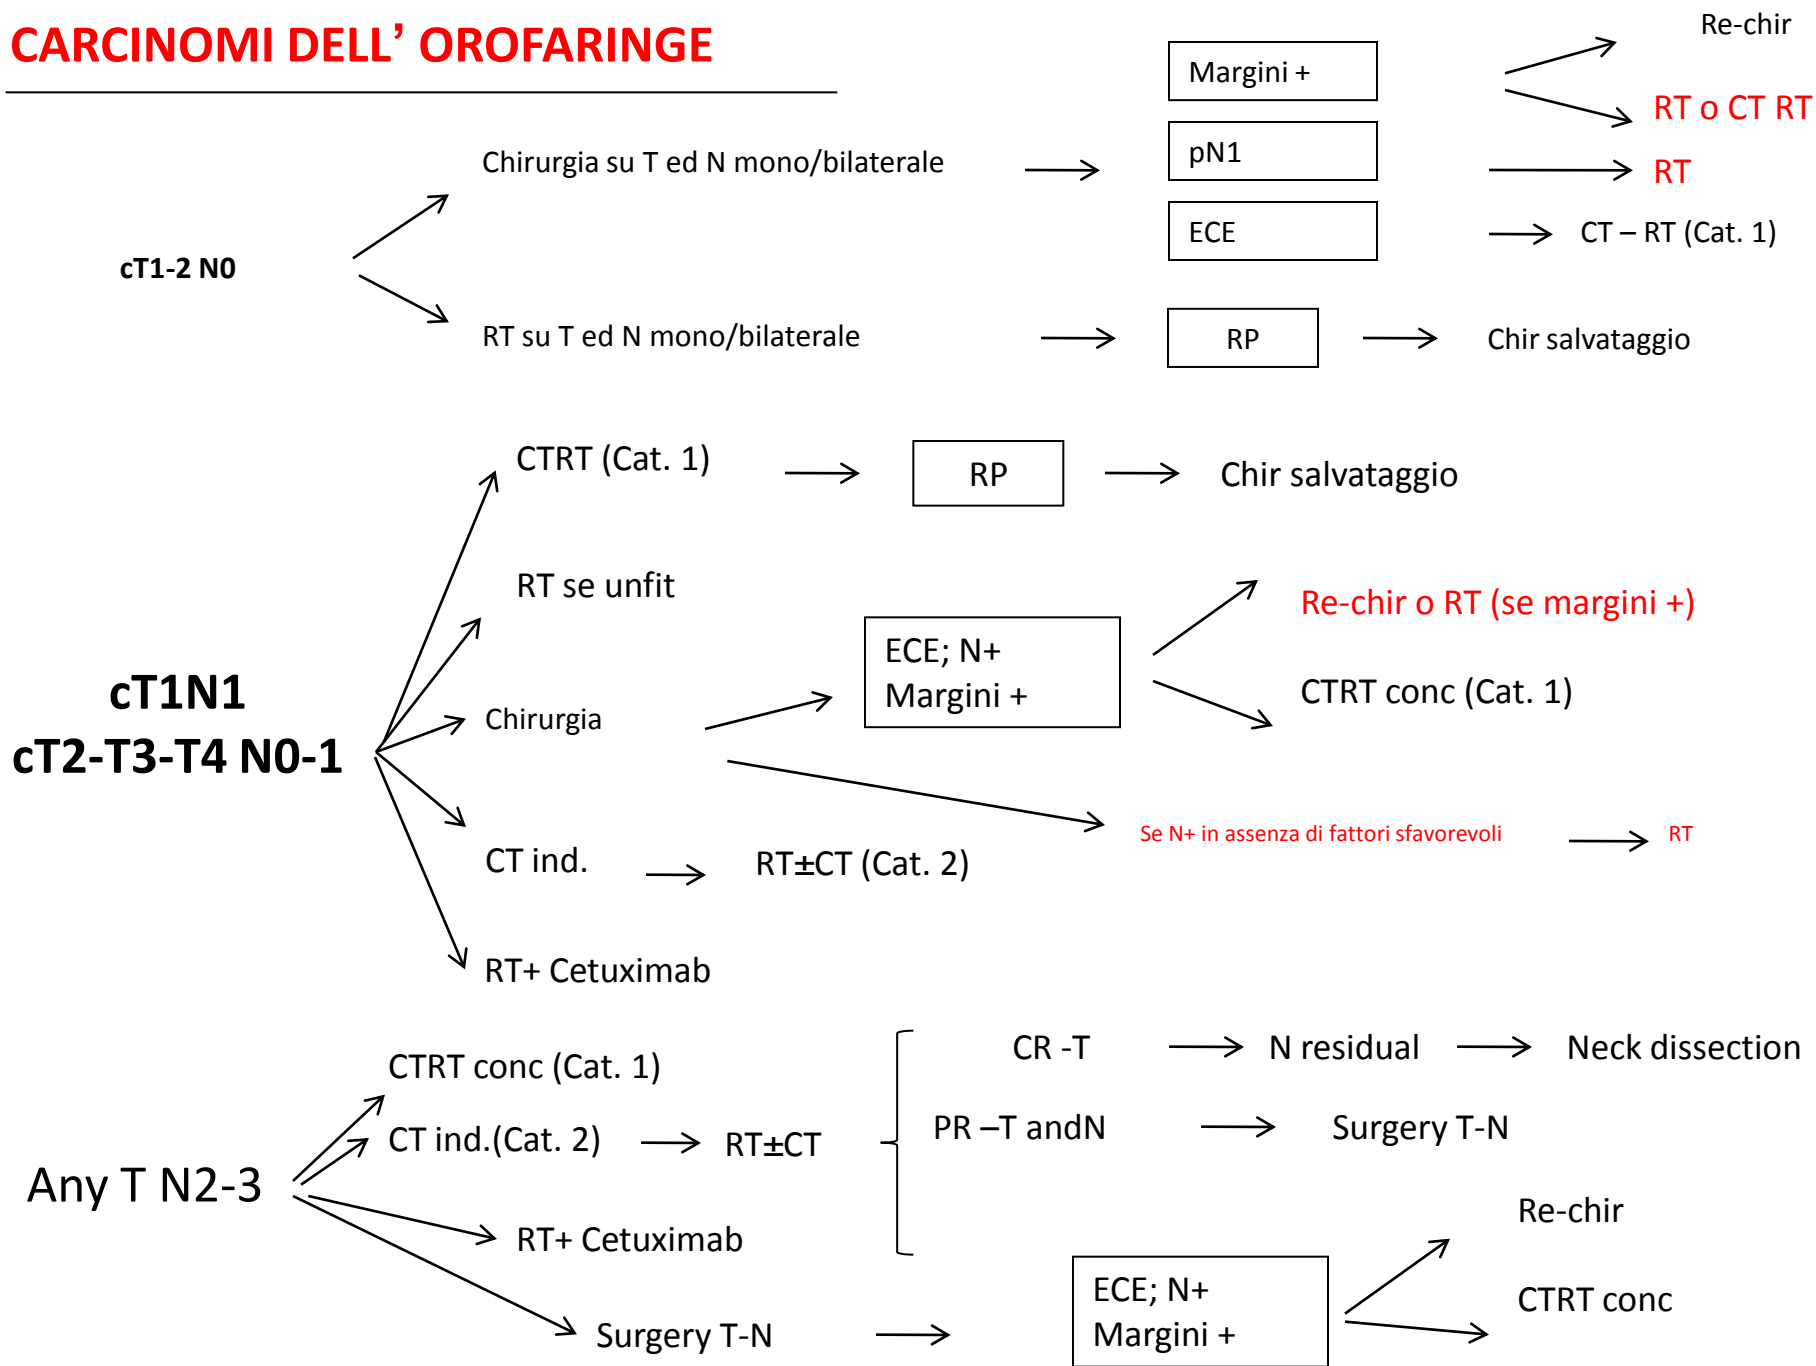 CARCINOMI DELL’ OROFARINGE
Re-chir
Margini +
RT o CT RT
Chirurgia su T ed N mono/bilaterale
pN1
RT
ECE
CT – RT (Cat. 1)
cT1-2 N0
RT su T ed N mono/bilaterale
RP
Chir salvataggio
CTRT (Cat. 1)
RP
Chir salvataggio
RT se unfit
Re-chir o RT (se margini +)
ECE; N+
Margini +
CTRT conc (Cat. 1)
cT1N1
cT2-T3-T4 N0-1
Chirurgia
Se N+ in assenza di fattori sfavorevoli
RT
CT ind.
RT±CT (Cat. 2)
RT+ Cetuximab
CTRT conc (Cat. 1)
CR -T
N residual
Neck dissection
CT ind.(Cat. 2)
RT±CT
PR –T andN
Surgery T-N
Any T N2-3
RT+ Cetuximab
Re-chir
ECE; N+
Margini +
CTRT conc
Surgery T-N